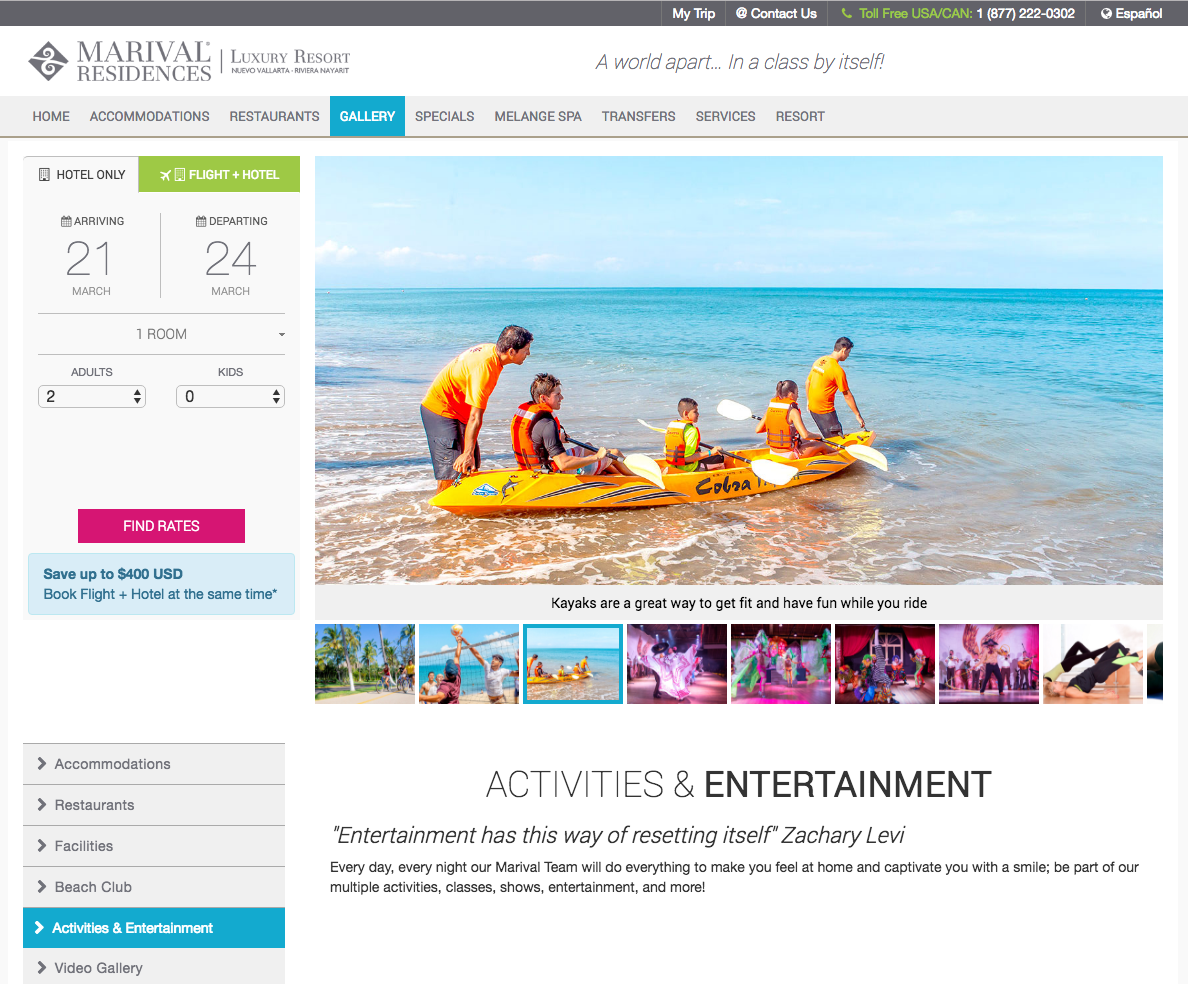 My Trip
@ Contact Us
Toll Free USA/CAN: 1 (877) 222-0302
Español
MARIVAL RESIDENCES
LUXURY RESORT
NUEVO VALLARTA - RIVIERA NAYARIT
A world apart... In a class by itself!
HOME ACCOMMODATIONS RESTAURANTS GALLERY SPECIALS MELANGE SPA TRANSFERS SERVICES RESORT
HOTEL ONLY
FLIGHT + HOTEL
ARRIVING
DEPARTING
21
24
MARCH
MARCH
1 ROOM
ADULTS
KIDS
2
0
FIND RATES
Save up to $400 USD
Book Flight + Hotel at the same time*
Cobra
Kayaks are a great way to get fit and have fun while you ride
Accommodations
Restaurants
Facilities
Beach Club
Activities & Entertainment
Video Gallery
ACTIVITIES & ENTERTAINMENT
"Entertainment has this way of resetting itself" Zachary Levi
Every day, every night our Marival Team will do everything to make you feel at home and captivate you with a smile; be part of our
multiple activities, classes, shows, entertainment, and more!